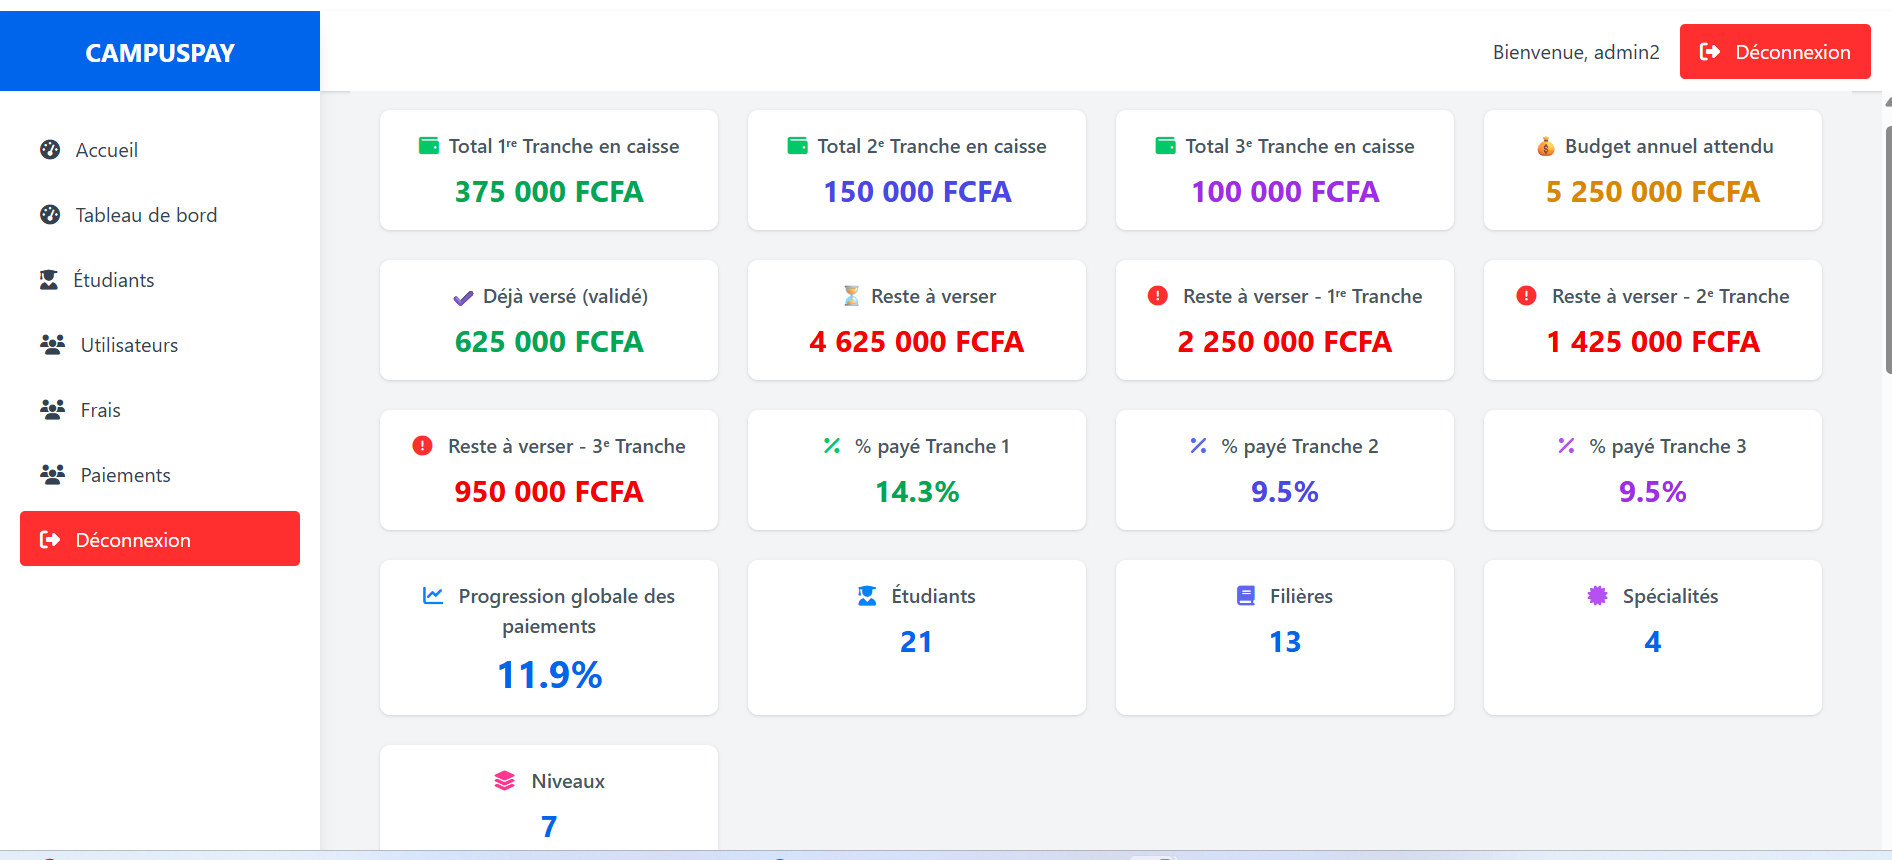 CAMPUSPAY
Bienvenue, admin2
Déconnexion
Accueil
Tableau de bord
Étudiants
Utilisateurs
Frais
Paiements
Déconnexion
Total 1ʳᵉ Tranche en caisse
375 000 FCFA
Total 2ᵉ Tranche en caisse
150 000 FCFA
Total 3ᵉ Tranche en caisse
100 000 FCFA
Budget annuel attendu
5 250 000 FCFA
Déjà versé (validé)
625 000 FCFA
Reste à verser
4 625 000 FCFA
Reste à verser - 1ʳᵉ Tranche
2 250 000 FCFA
Reste à verser - 2ᵉ Tranche
1 425 000 FCFA
Reste à verser - 3ᵉ Tranche
950 000 FCFA
% payé Tranche 1
14.3%
% payé Tranche 2
9.5%
% payé Tranche 3
9.5%
Progression globale des
paiements
11.9%
Étudiants
21
Filières
13
Spécialités
4
Niveaux
7